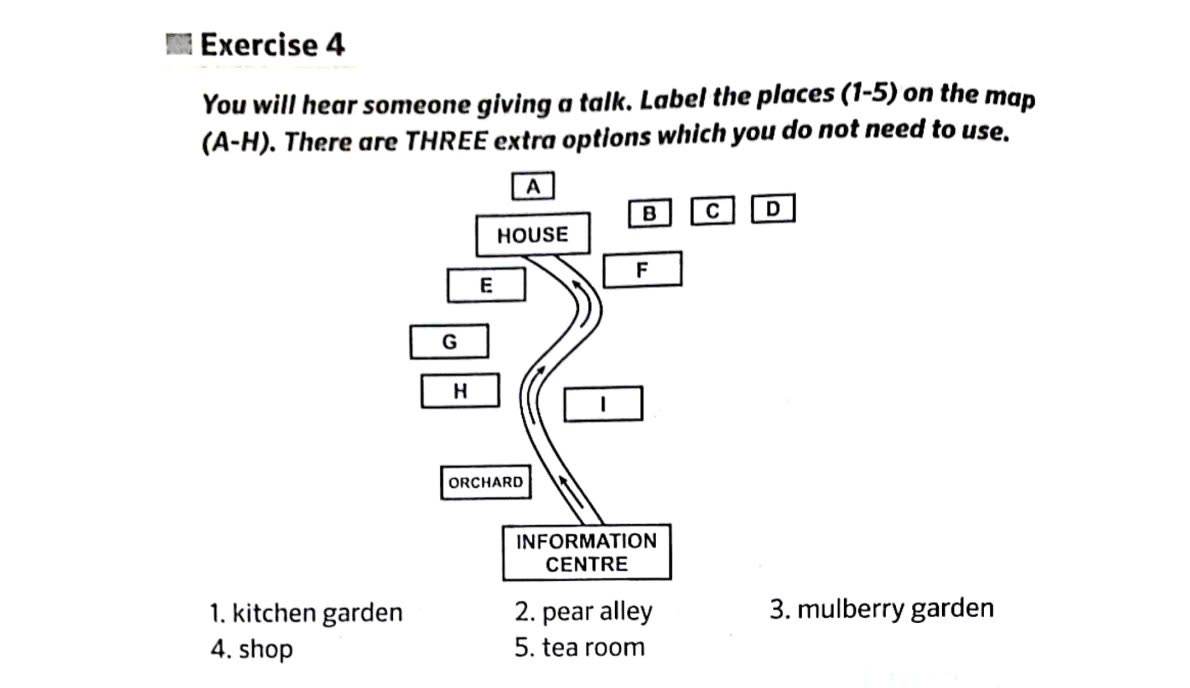 Exercise 4
You will hear someone giving a talk. Label the places (1-5) on the map
(A-H). There are THREE extra options which you do not need to use.
A
B C D
HOUSE
F
E
G
H
I
ORCHARD
INFORMATION
CENTRE
1. kitchen garden 2. pear alley 3. mulberry garden
4. shop 5. tea room